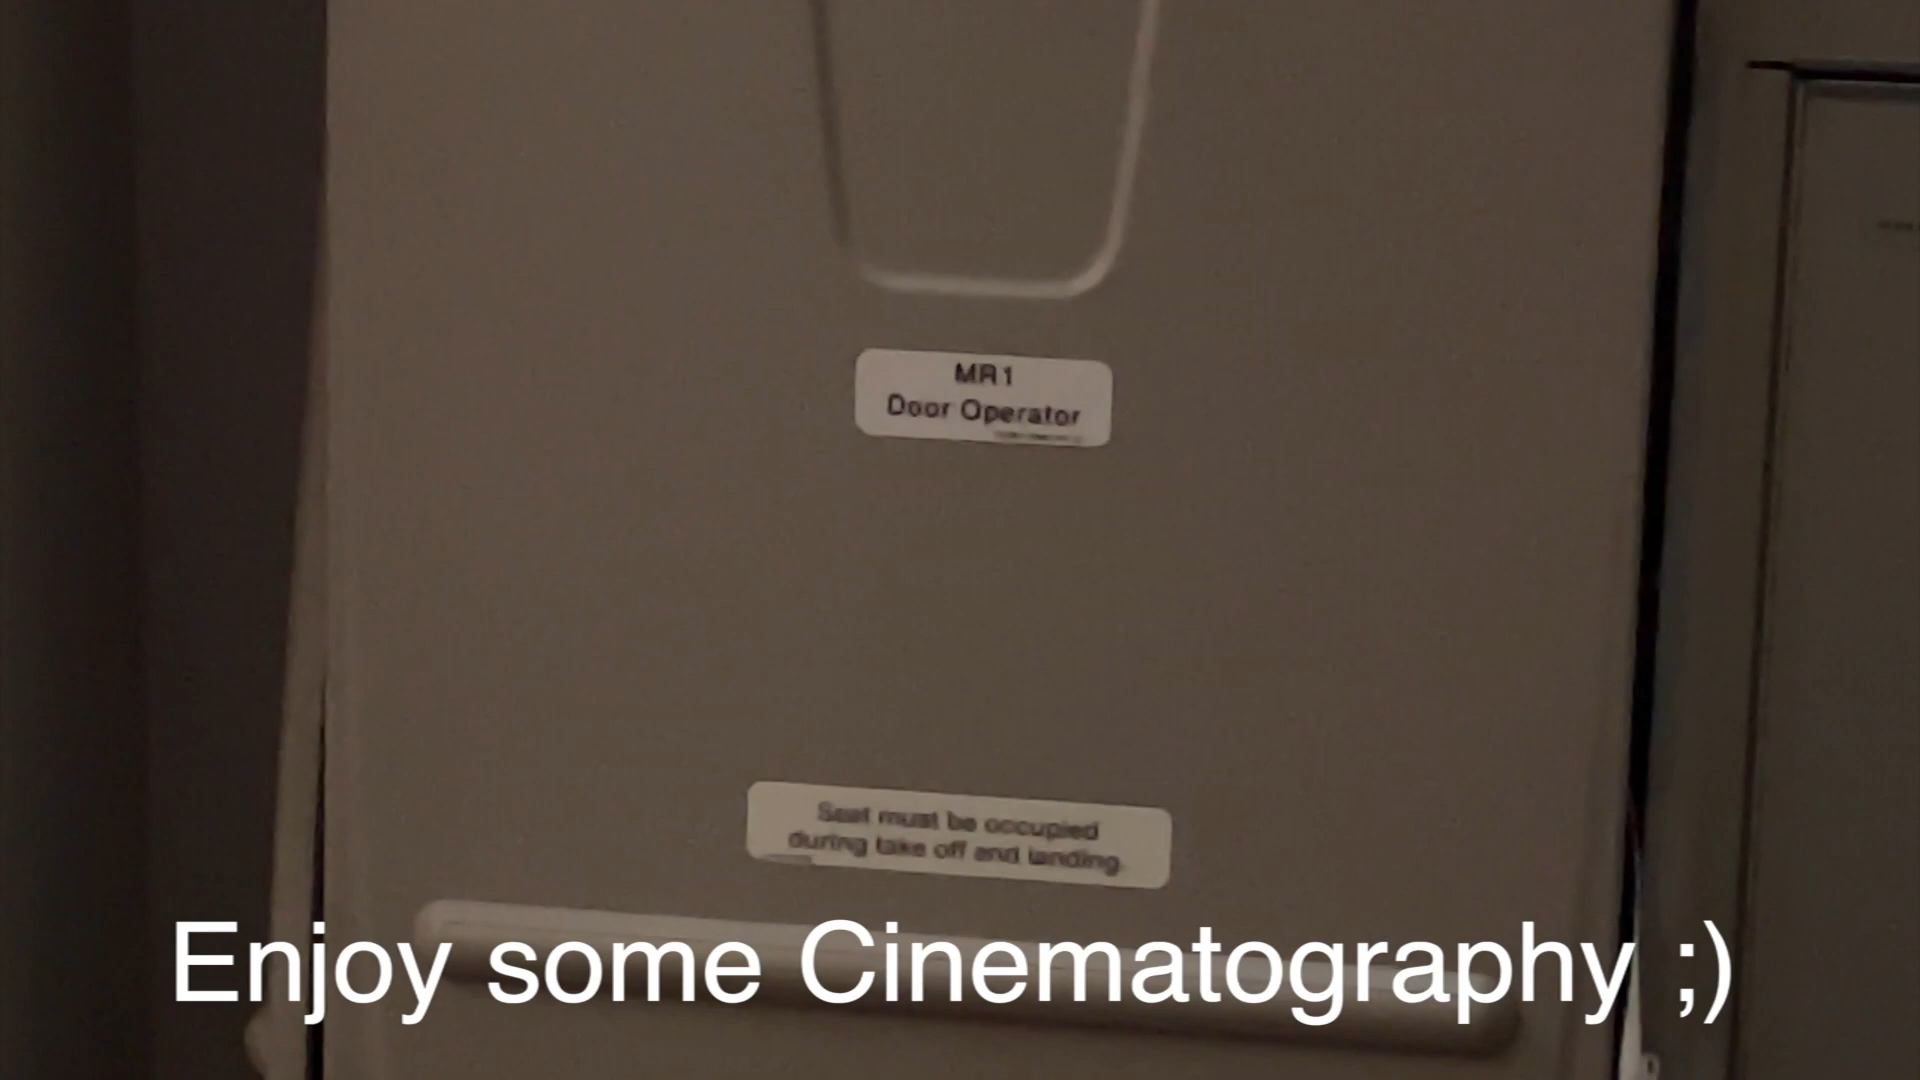 MR1
Door Operator
Seat must be occupied
during take off and landing
Enjoy some Cinematography ;)